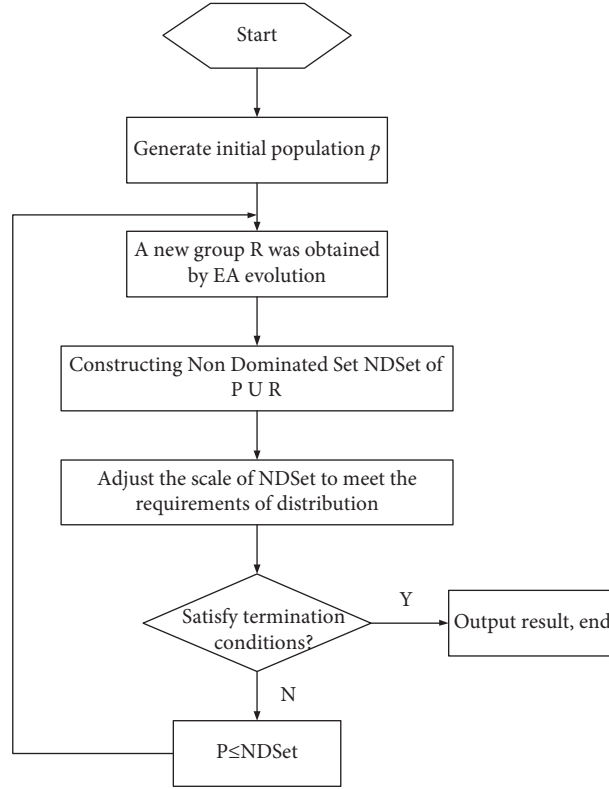 Start
Generate initial population p
A new group R was obtained
by EA evolution
Constructing Non Dominated Set NDSet of
P U R
Adjust the scale of NDSet to meet the
requirements of distribution
Satisfy termination
conditions?
Y
Output result, end
N
P≤NDSet